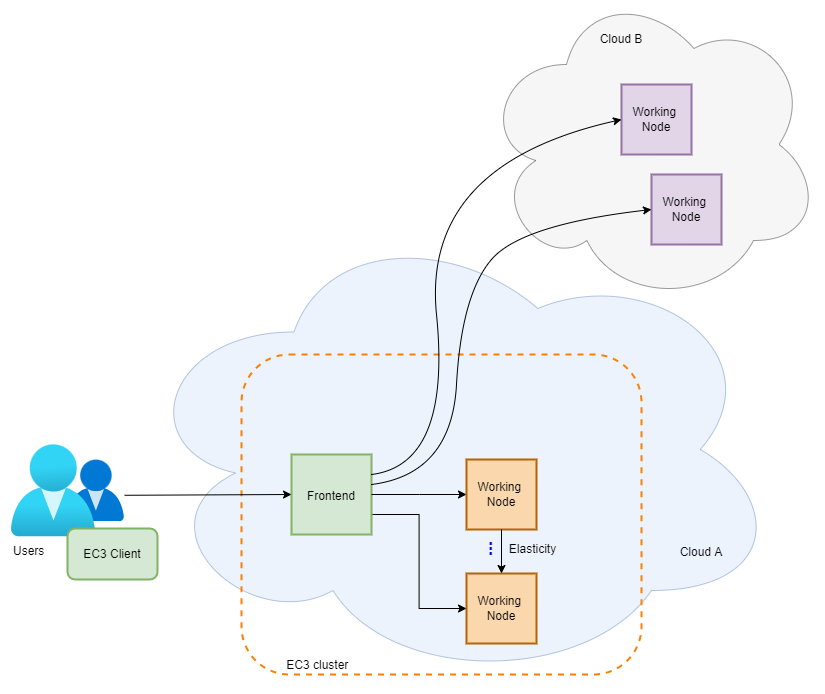 Cloud B
Working
Node
Working
Node
Frontend
Working
Node
Users
EC3 Client
Elasticity
Cloud A
Working
Node
EC3 cluster